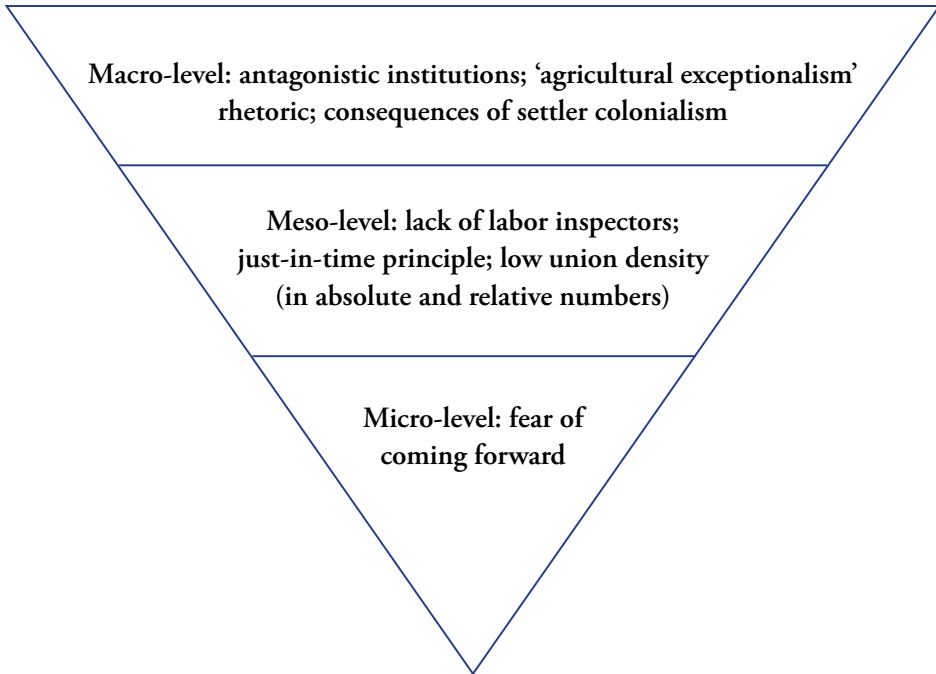 Macro-level: antagonistic institutions; ‘agricultural exceptionalism’
rhetoric; consequences of settler colonialism
Meso-level: lack of labor inspectors;
just-in-time principle; low union density
(in absolute and relative numbers)
Micro-level: fear of
coming forward